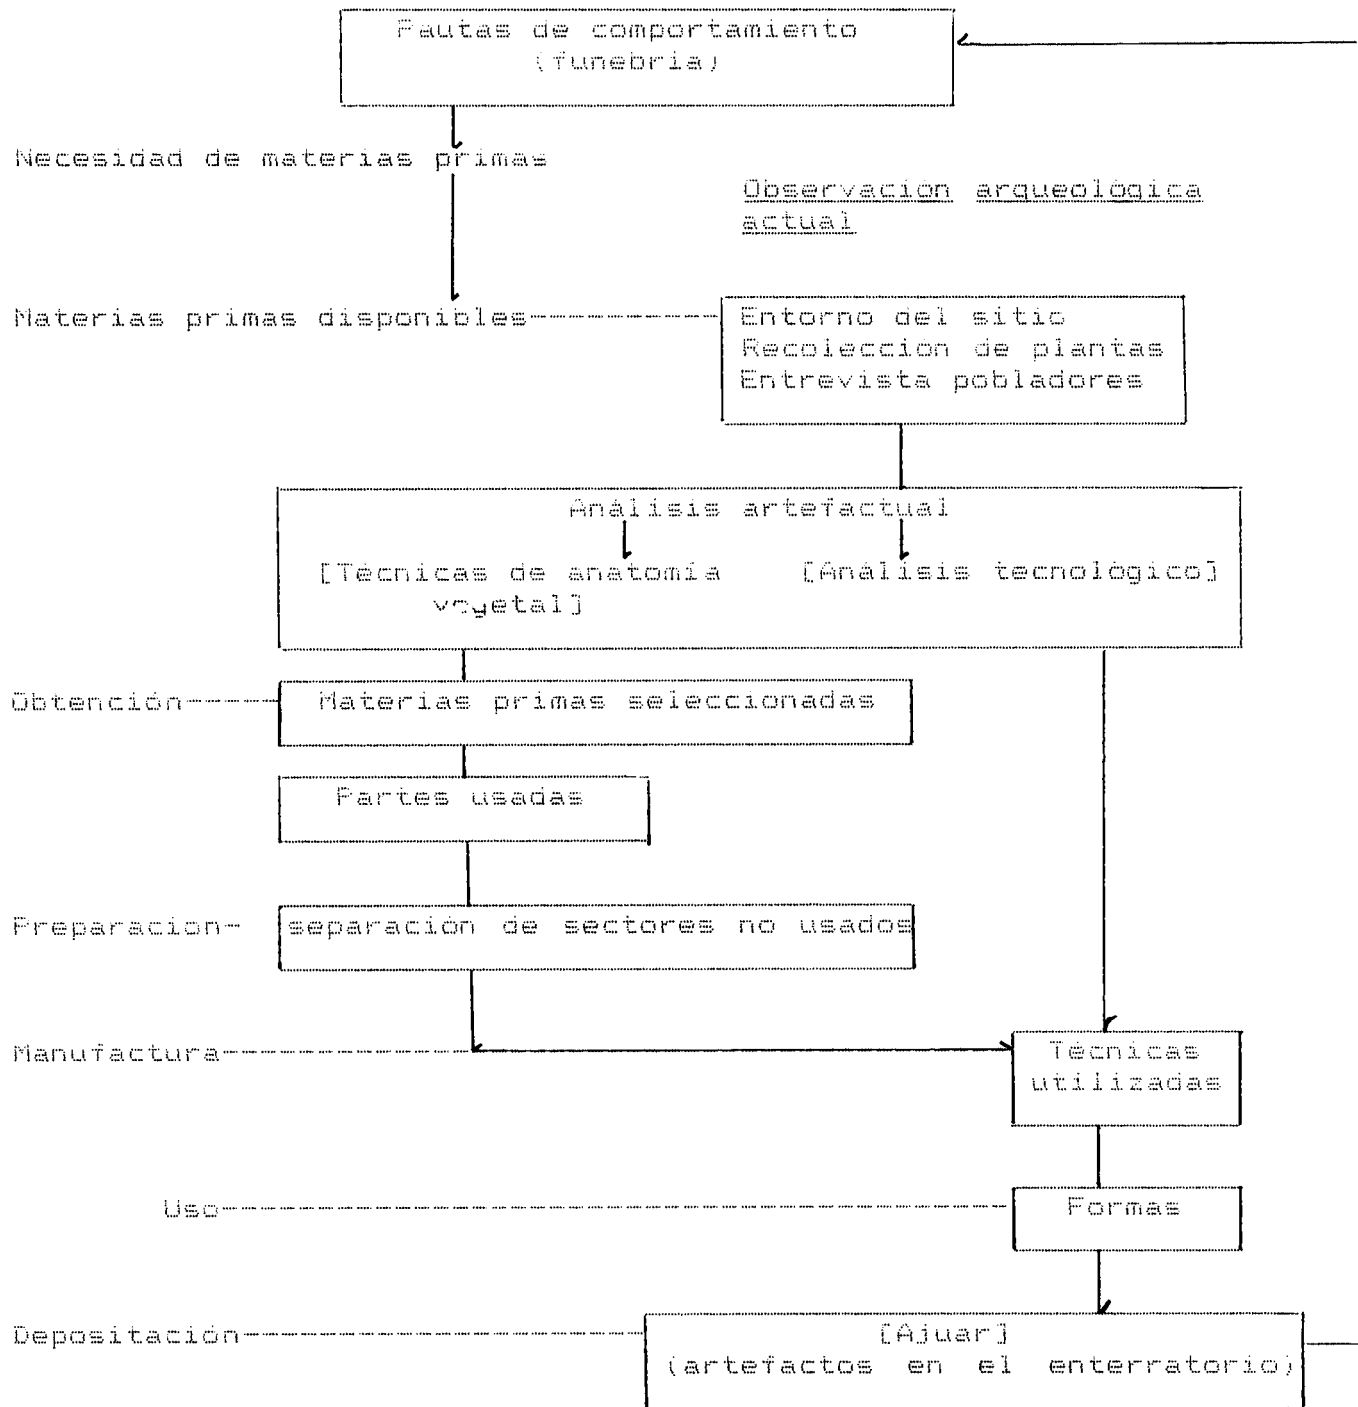 Pautas de comportamiento
(funebria)
Necesidad de materias primas
Observación arqueológica
actual
Materias primas disponibles
Entorno del sitio
Recolección de plantas
Entrevista pobladores
Análisis artefactual
[Técnicas de anatomía
vegetal]
[Análisis tecnológico]
Obtención
Materias primas seleccionadas
Partes usadas
Preparacion
separación de sectores no usados
Manufactura
Técnicas
utilizadas
Uso
Formas
Depositación
[Ajuar]
(artefactos en el enterratorio)